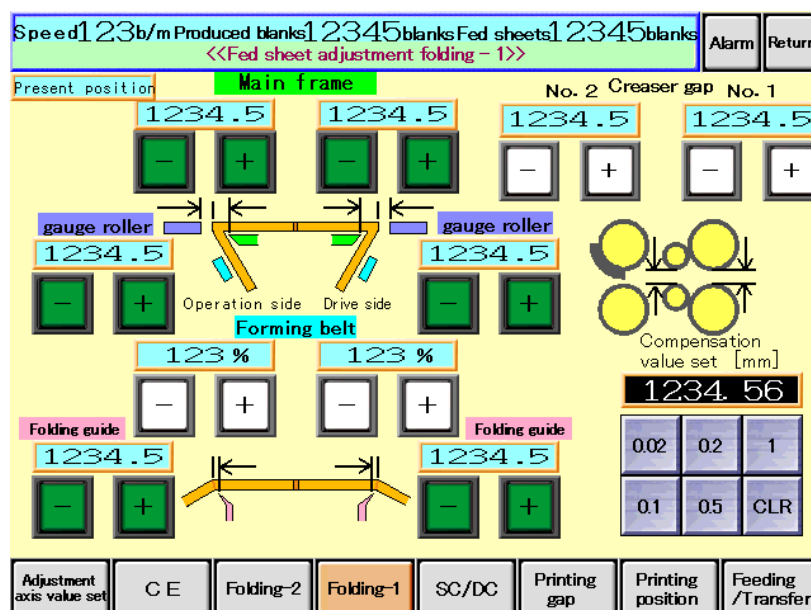 Speed123b/m Produced blanks12345blanks Fed sheets12345blanks
<<Fed sheet adjustment folding - 1>>
Alarm
Return
Present position
Main frame
No. 2 Creaser gap No. 1
1234.5 1234.5 1234.5 1234.5
- + - + - + - +
gauge roller gauge roller
1234.5 1234.5
- + - +
Operation side Drive side
Forming belt
123 % 123 %
- + - +
Compensation
value set [mm]
1234.56
0.02 0.2 1
0.1 0.5 CLR
Folding guide Folding guide
1234.5 1234.5
- + - +
Adjustment
axis value set
C E
Folding-2
Folding-1
SC/DC
Printing
gap
Printing
position
Feeding
/Transfer